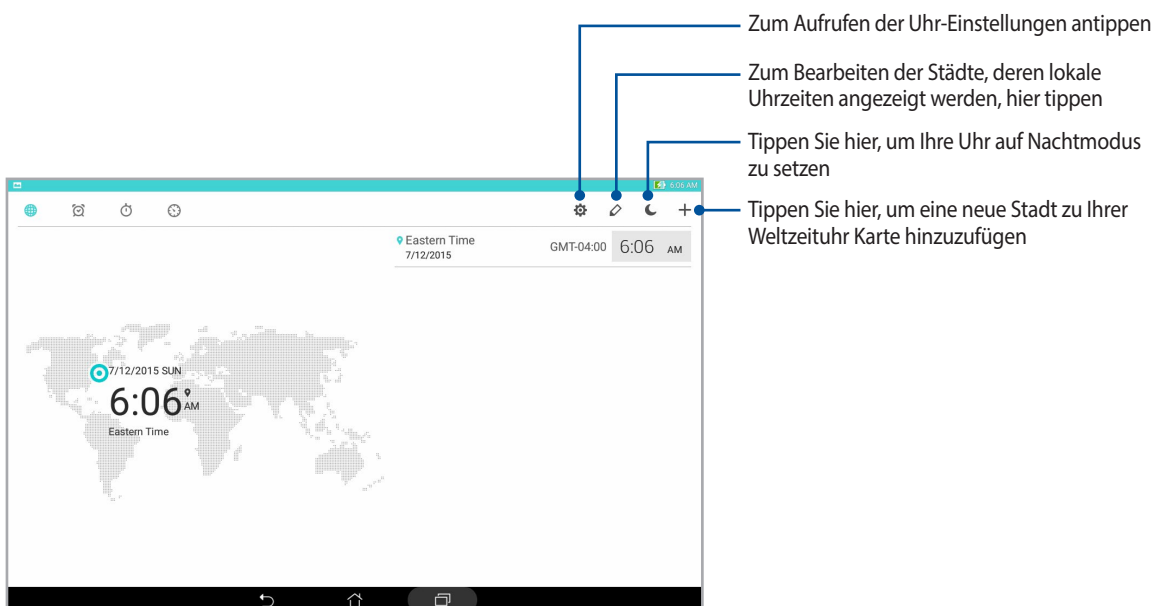 Zum Aufrufen der Uhr-Einstellungen antippen
Zum Bearbeiten der Städte, deren lokale
Uhrzeiten angezeigt werden, hier tippen
Tippen Sie hier, um Ihre Uhr auf Nachtmodus
zu setzen
Tippen Sie hier, um eine neue Stadt zu Ihrer
Weltzeituhr Karte hinzuzufügen
6:06 AM
Eastern Time
7/12/2015
GMT-04:00 6:06 AM
7/12/2015 SUN
6:06 AM
Eastern Time